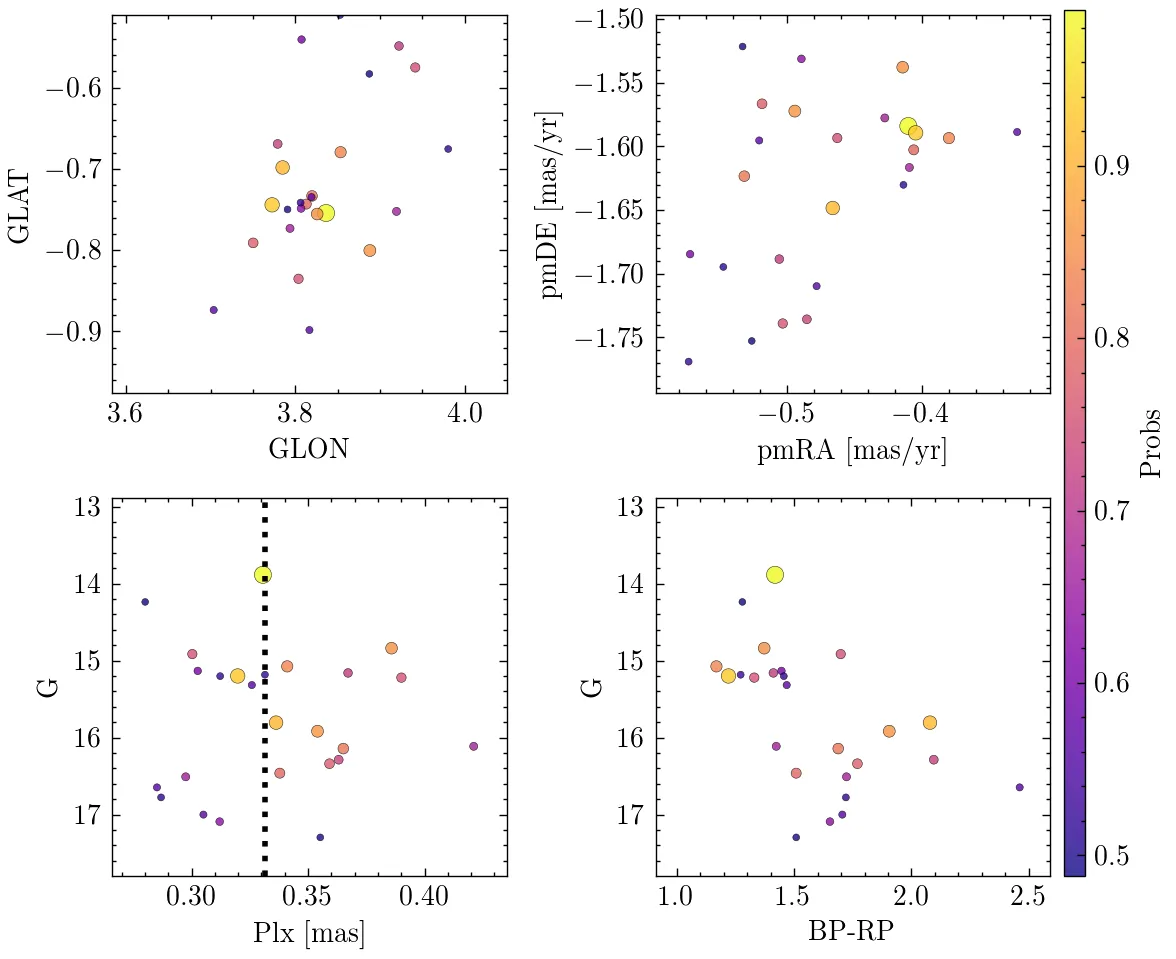 −0.6
−0.7
−0.8
−0.9
GLAT
3.6 3.8 4.0
GLON
−1.50
−1.55
−1.60
−1.65
−1.70
−1.75
pmDE [mas/yr]
−0.5 −0.4
pmRA [mas/yr]
0.9
0.8
0.7
0.6
0.5
Probs
13
14
15
16
17
G
0.30 0.35 0.40
Plx [mas]
13
14
15
16
17
G
1.0 1.5 2.0 2.5
BP-RP